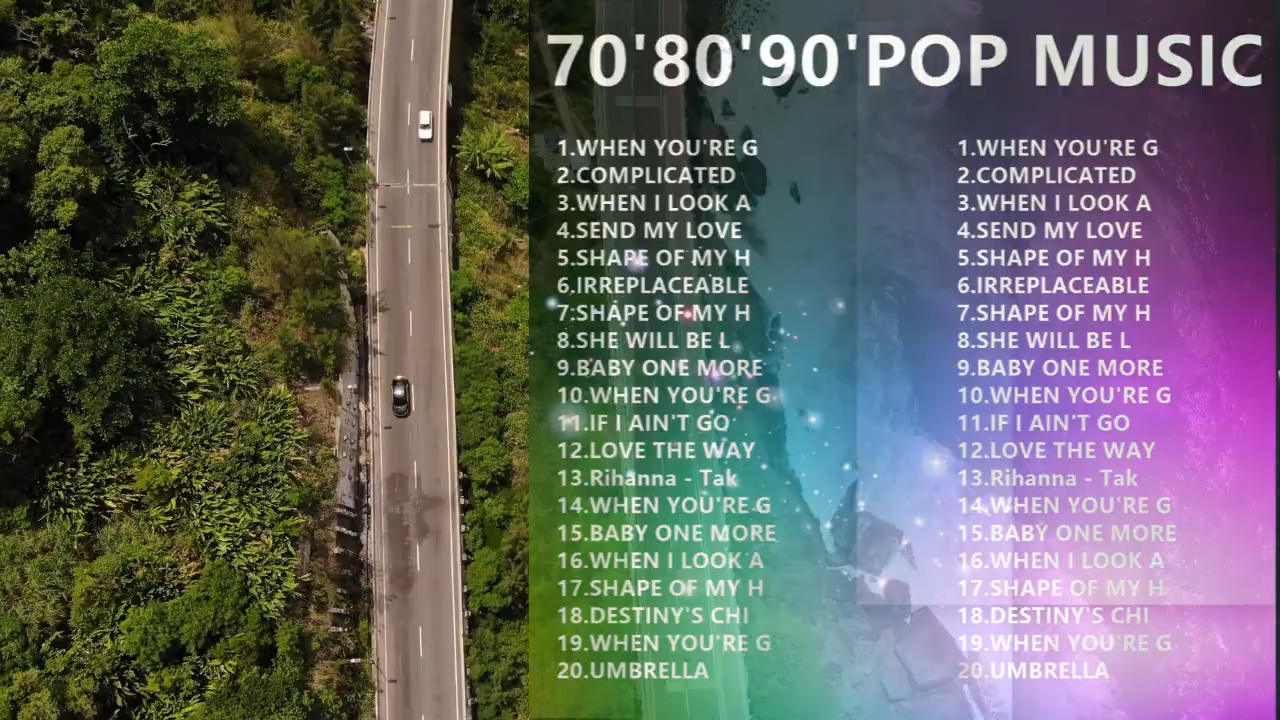 70'80'90'POP MUSIC
1.WHEN YOU'RE G
2.COMPLICATED
3.WHEN I LOOK A
4.SEND MY LOVE
5.SHAPE OF MY H
6.IRREPLACEABLE
7.SHAPE OF MY H
8.SHE WILL BE L
9.BABY ONE MORE
10.WHEN YOU'RE G
11.IF I AIN'T GO
12.LOVE THE WAY
13.Rihanna - Tak
14.WHEN YOU'RE G
15.BABY ONE MORE
16.WHEN I LOOK A
17.SHAPE OF MY H
18.DESTINY'S CHI
19.WHEN YOU'RE G
20.UMBRELLA
1.WHEN YOU'RE G
2.COMPLICATED
3.WHEN I LOOK A
4.SEND MY LOVE
5.SHAPE OF MY H
6.IRREPLACEABLE
7.SHAPE OF MY H
8.SHE WILL BE L
9.BABY ONE MORE
10.WHEN YOU'RE G
11.IF I AIN'T GO
12.LOVE THE WAY
13.Rihanna - Tak
14.WHEN YOU'RE G
15.BABY ONE MORE
16.WHEN I LOOK A
17.SHAPE OF MY H
18.DESTINY'S CHI
19.WHEN YOU'RE G
20.UMBRELLA